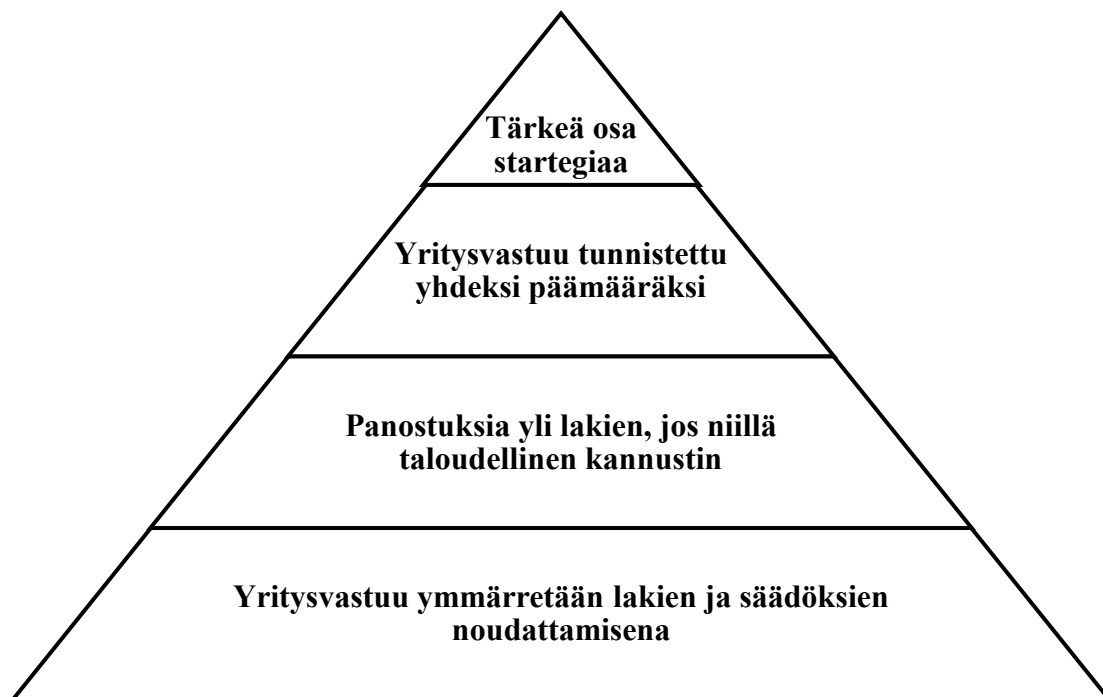 Tärkeä osa
startegiaa
Yritysvastuu tunnistettu
yhdeksi päämääräksi
Panostuksia yli lakien, jos niillä
taloudellinen kannustin
Yritysvastuu ymmärretään lakien ja säädöksien
noudattamisena